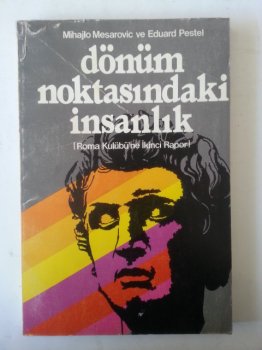 Mihajlo Mesarovic ve Eduard Pestel
dönüm
noktasındaki
insanlık
[Roma Kulübü'ne İkinci Rapor]